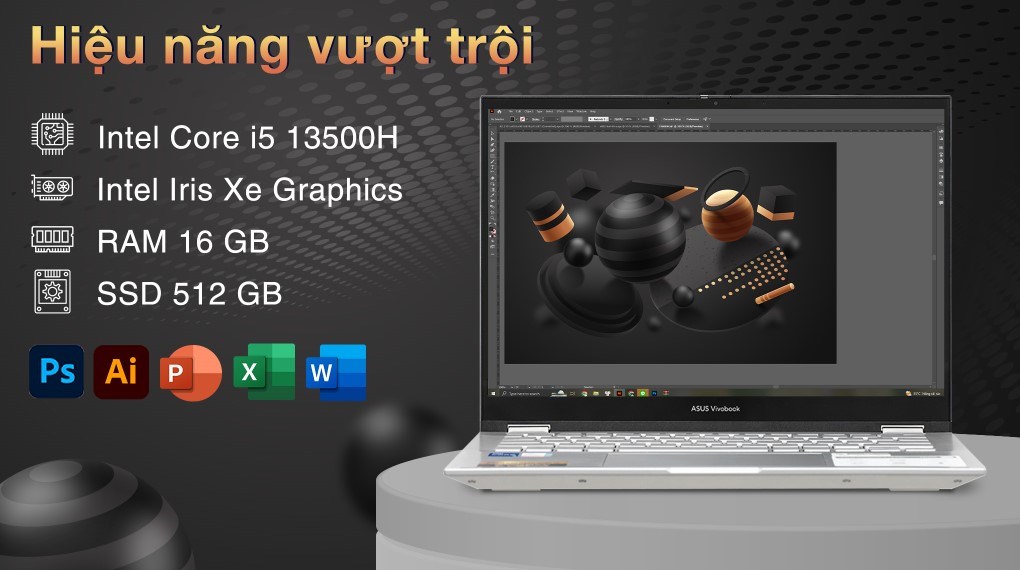 Hiệu năng vượt trội
Intel Core i5 13500H
Intel Iris Xe Graphics
RAM 16 GB
SSD 512 GB
Ps
Ai
P
X
W
ASUS Vivobook